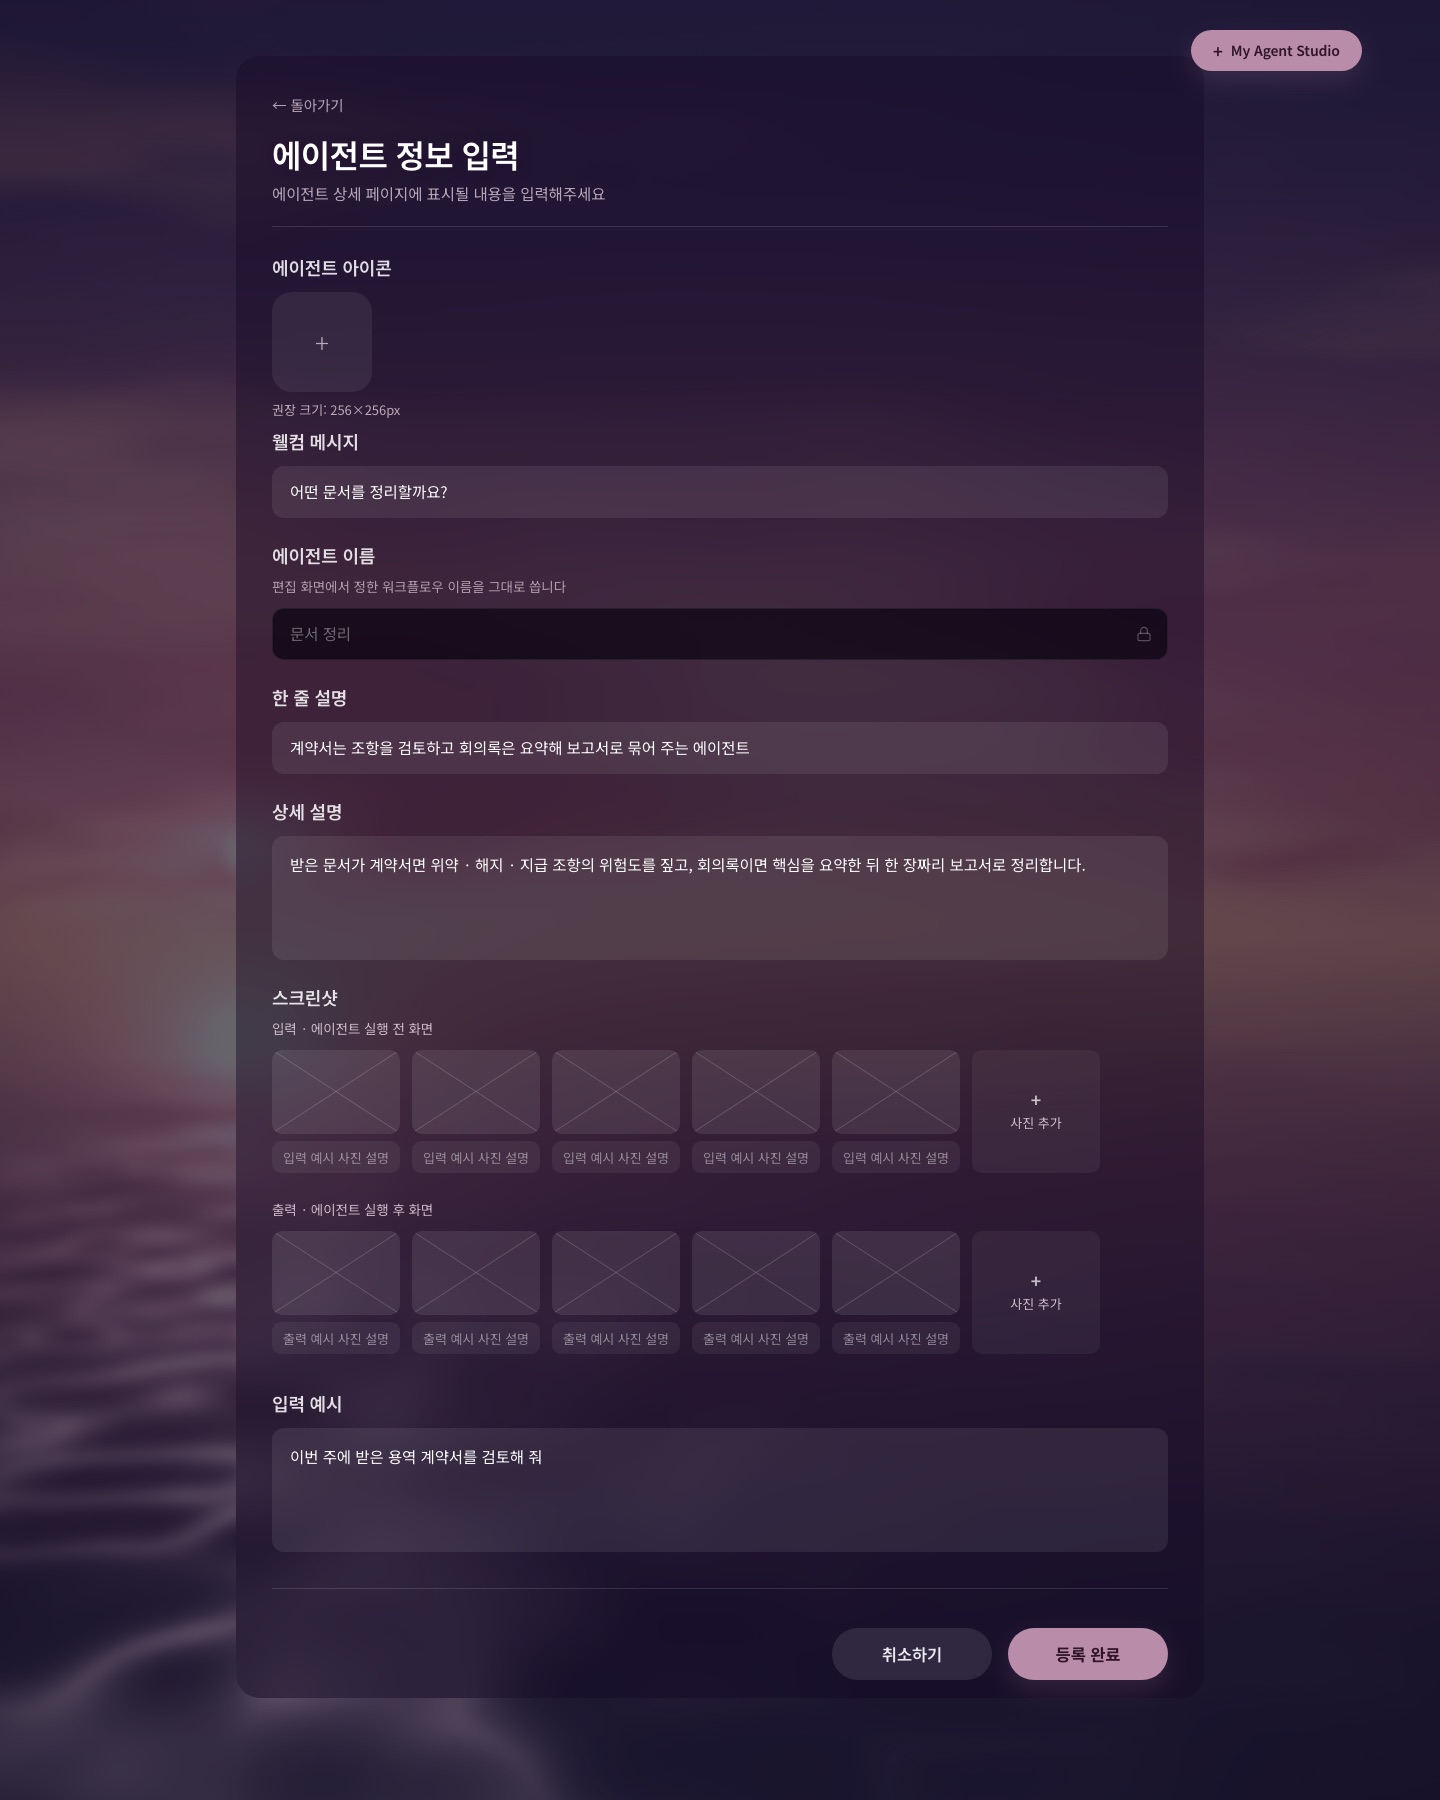 + My Agent Studio
← 돌아가기
에이전트 정보 입력
에이전트 상세 페이지에 표시될 내용을 입력해주세요
에이전트 아이콘
+
권장 크기: 256×256px
웰컴 메시지
어떤 문서를 정리할까요?
에이전트 이름
편집 화면에서 정한 워크플로우 이름을 그대로 씁니다
문서 정리
한 줄 설명
계약서는 조항을 검토하고 회의록은 요약해 보고서로 묶어 주는 에이전트
상세 설명
받은 문서가 계약서면 위약 · 해지 · 지급 조항의 위험도를 짚고, 회의록이면 핵심을 요약한 뒤 한 장짜리 보고서로 정리합니다.
스크린샷
입력 · 에이전트 실행 전 화면
+
사진 추가
입력 예시 사진 설명 입력 예시 사진 설명 입력 예시 사진 설명 입력 예시 사진 설명 입력 예시 사진 설명
출력 · 에이전트 실행 후 화면
+
사진 추가
출력 예시 사진 설명 출력 예시 사진 설명 출력 예시 사진 설명 출력 예시 사진 설명 출력 예시 사진 설명
입력 예시
이번 주에 받은 용역 계약서를 검토해 줘
취소하기 등록 완료